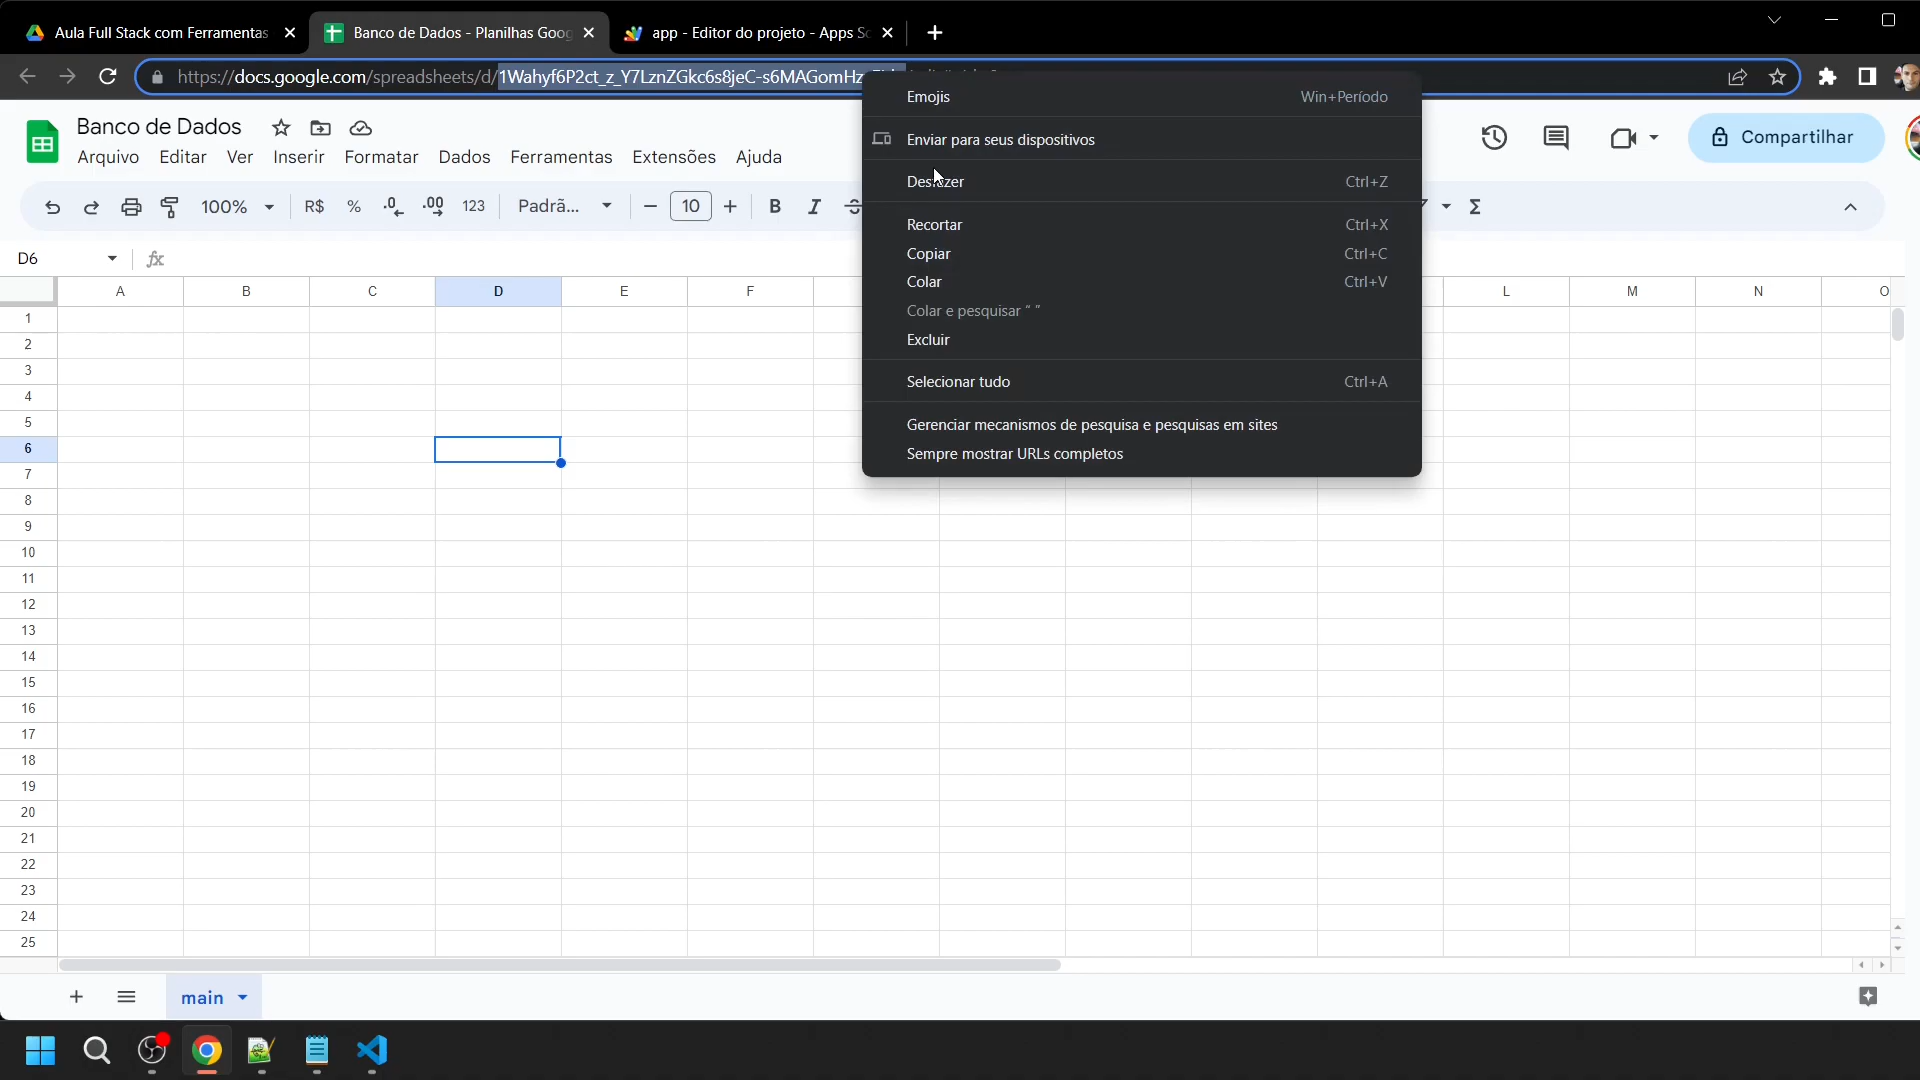 Aula Full Stack com Ferramentas
Banco de Dados - Planilhas Goog
app - Editor do projeto - Apps Sc
https://docs.google.com/spreadsheets/d/1Wahyf6P2ct_z_Y7LznZGkc6s8jeC-s6MAGomHz
Banco de Dados
Arquivo Editar Ver Inserir Formatar Dados Ferramentas Extensões Ajuda
Compartilhar
100% R$ % .0 .00 123 Padrã... 10 B I S Σ
D6 fx
Emojis Win+Período
Enviar para seus dispositivos
Desfazer Ctrl+Z
Recortar Ctrl+X
Copiar Ctrl+C
Colar Ctrl+V
Colar e pesquisar “ ”
Excluir
Selecionar tudo Ctrl+A
Gerenciar mecanismos de pesquisa e pesquisas em sites
Sempre mostrar URLs completos
A B C D E F L M N O
1
2
3
4
5
6
7
8
9
10
11
12
13
14
15
16
17
18
19
20
21
22
23
24
25
main